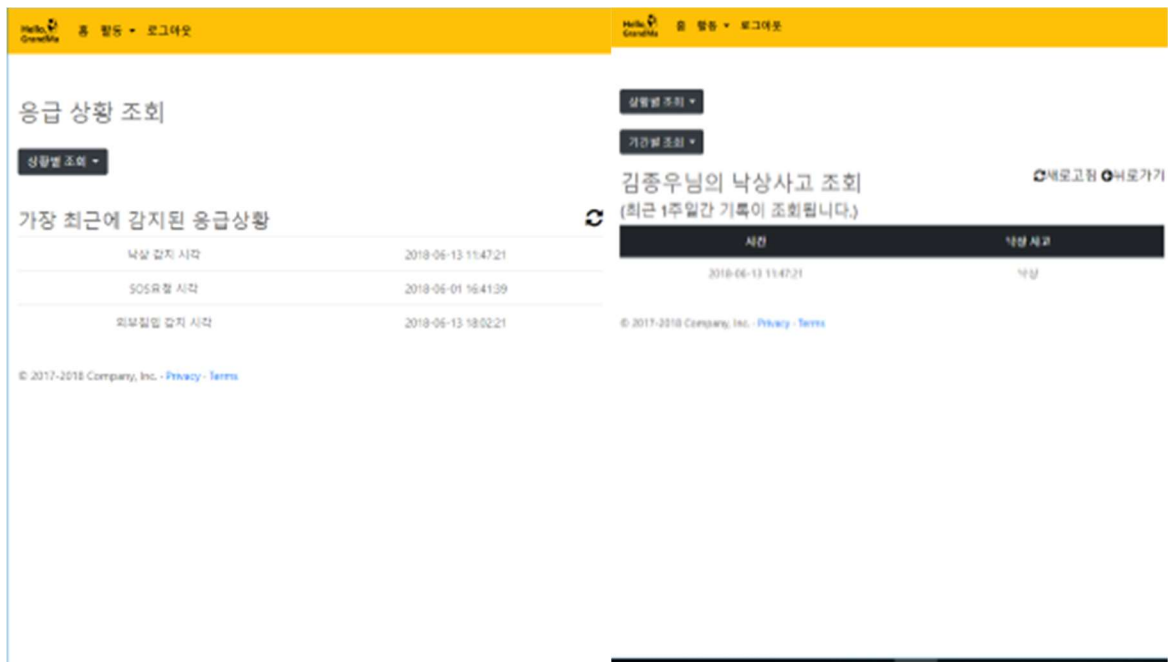 Hello, GrandMa
홈 활동 로그아웃
응급 상황 조회
상황별 조회
가장 최근에 감지된 응급상황
낙상 감지 시각 2018-06-13 11:47:21
SOS요청 시각 2018-06-01 16:41:39
외부침입 감지 시각 2018-06-13 18:02:21
© 2017-2018 Company, Inc. · Privacy · Terms
Hello, GrandMa
홈 활동 로그아웃
상황별 조회
기간별 조회
김종우님의 낙상사고 조회
새로고침 뒤로가기
(최근 1주일간 기록이 조회됩니다.)
시간 낙상 사고
2018-06-13 11:47:21 낙상
© 2017-2018 Company, Inc. · Privacy · Terms